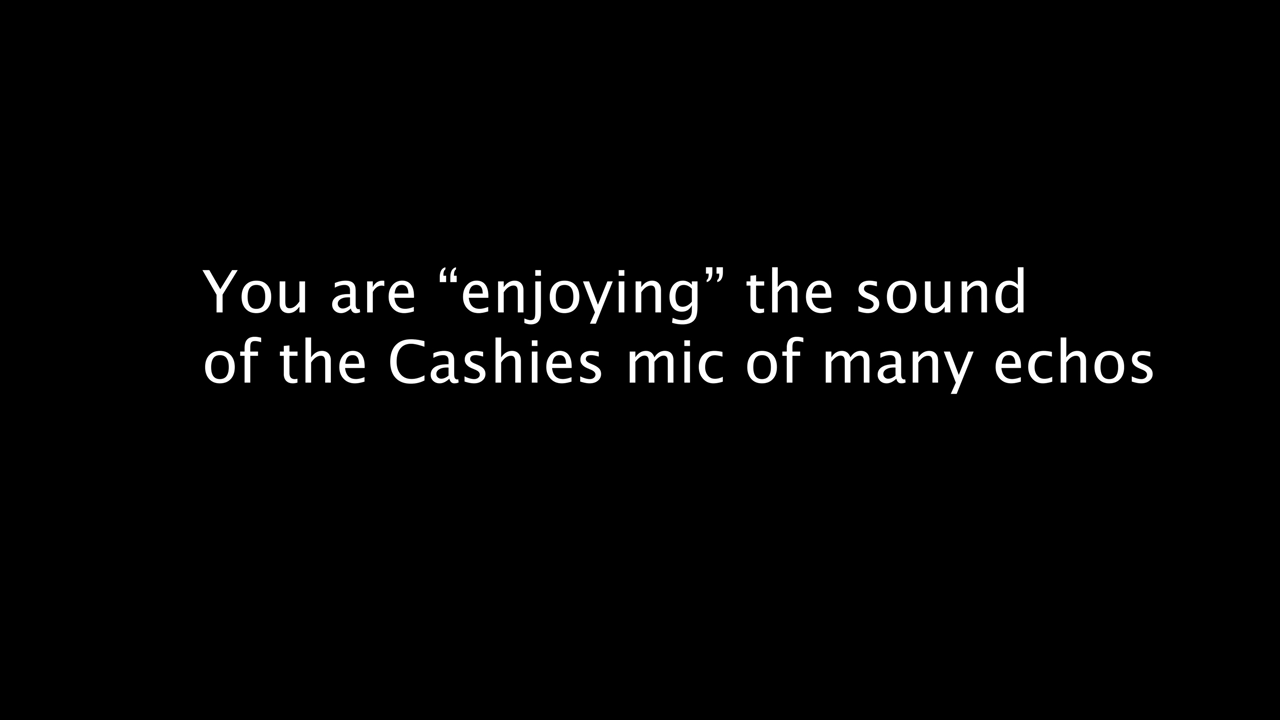 You are “enjoying” the sound
of the Cashies mic of many echos